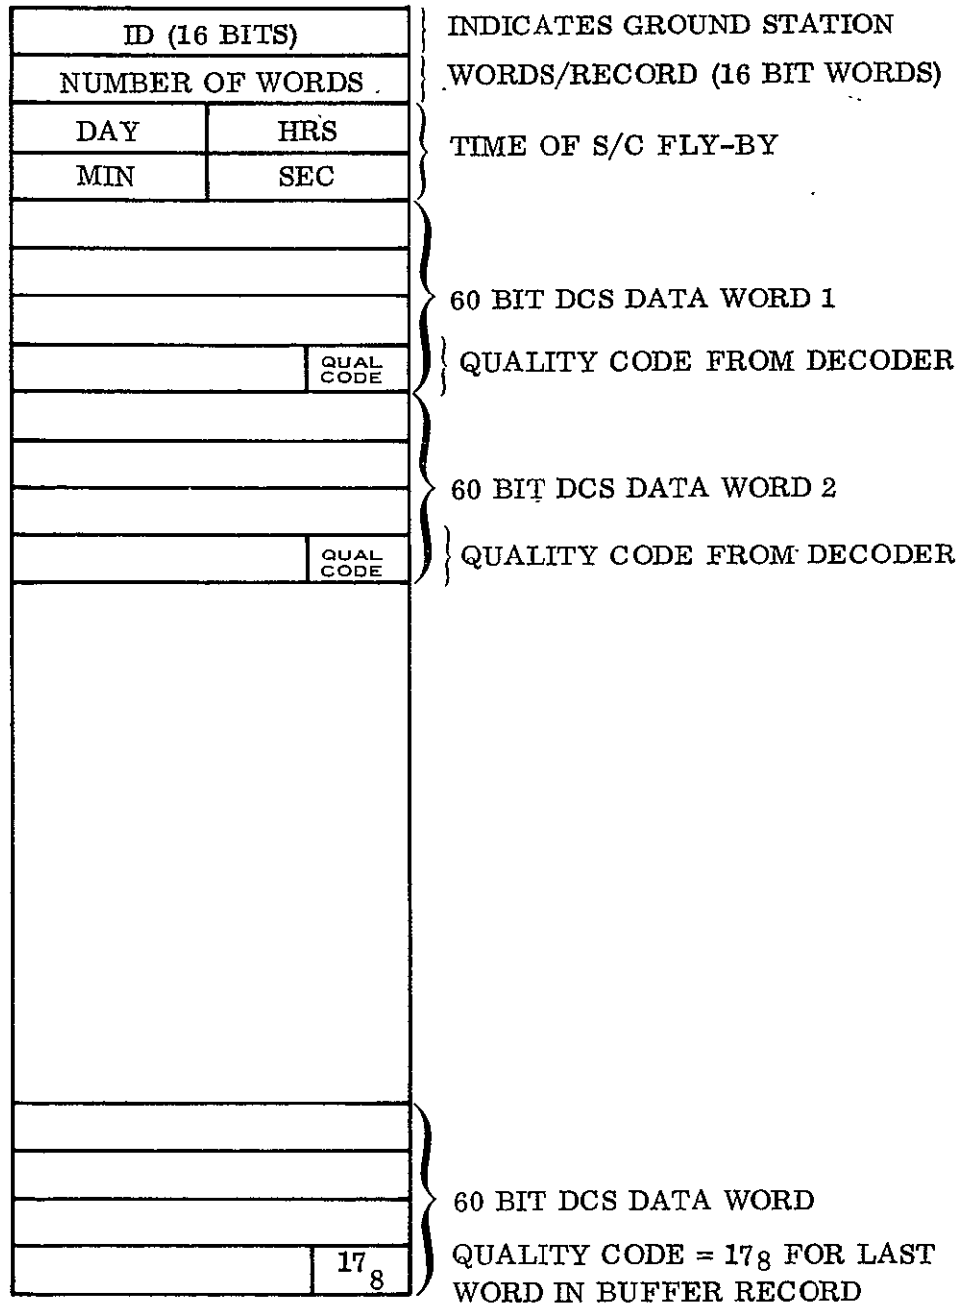 ID (16 BITS)
INDICATES GROUND STATION
NUMBER OF WORDS
WORDS/RECORD (16 BIT WORDS)
DAY
HRS
TIME OF S/C FLY-BY
MIN
SEC
60 BIT DCS DATA WORD 1
QUAL
CODE
QUALITY CODE FROM DECODER
60 BIT DCS DATA WORD 2
QUAL
CODE
QUALITY CODE FROM DECODER
60 BIT DCS DATA WORD
17₈
QUALITY CODE = 17₈ FOR LAST
WORD IN BUFFER RECORD